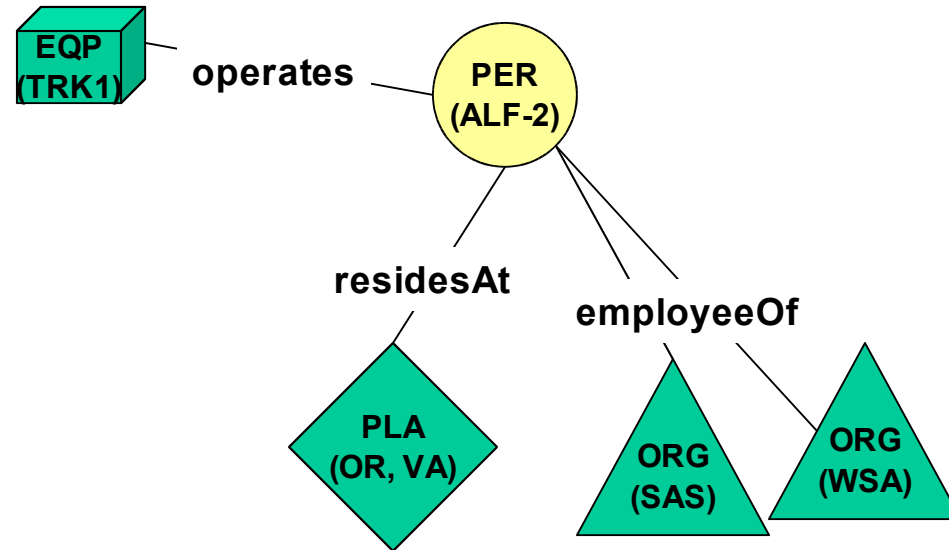 EQP
(TRK1)
operates
PER
(ALF-2)
residesAt
employeeOf
PLA
(OR, VA)
ORG
(SAS)
ORG
(WSA)